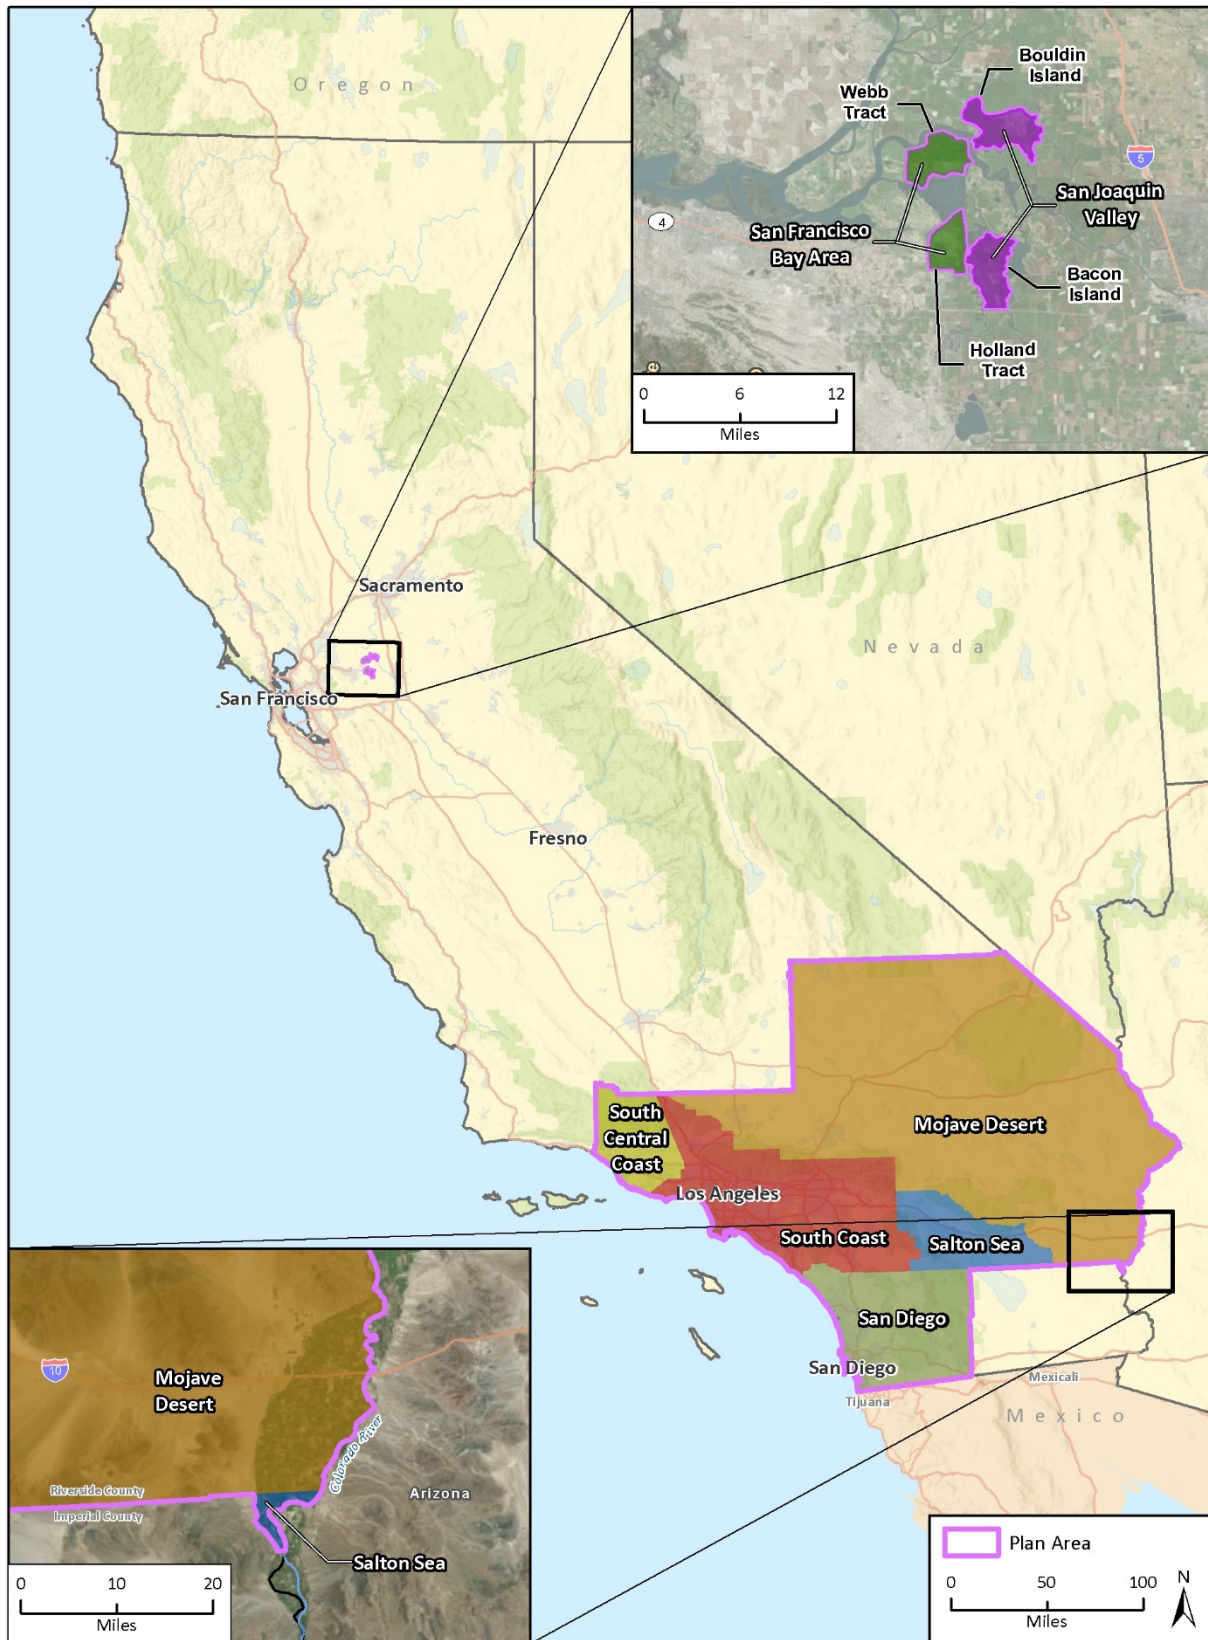 Oregon
Bouldin
Island
Webb
Tract
5
San Joaquin
Valley
4
San Francisco
Bay Area
Bacon
Island
Holland
Tract
0 6 12
Miles
Sacramento
Nevada
San Francisco
Fresno
South
Central
Coast
Mojave Desert
Los Angeles
South Coast
Salton Sea
San Diego
San Diego
Tijuana
Mexicali
Mexico
10
Mojave
Desert
Colorado River
Riverside County
Imperial County
Arizona
Salton Sea
0 10 20
Miles
Plan Area
0 50 100
Miles
N